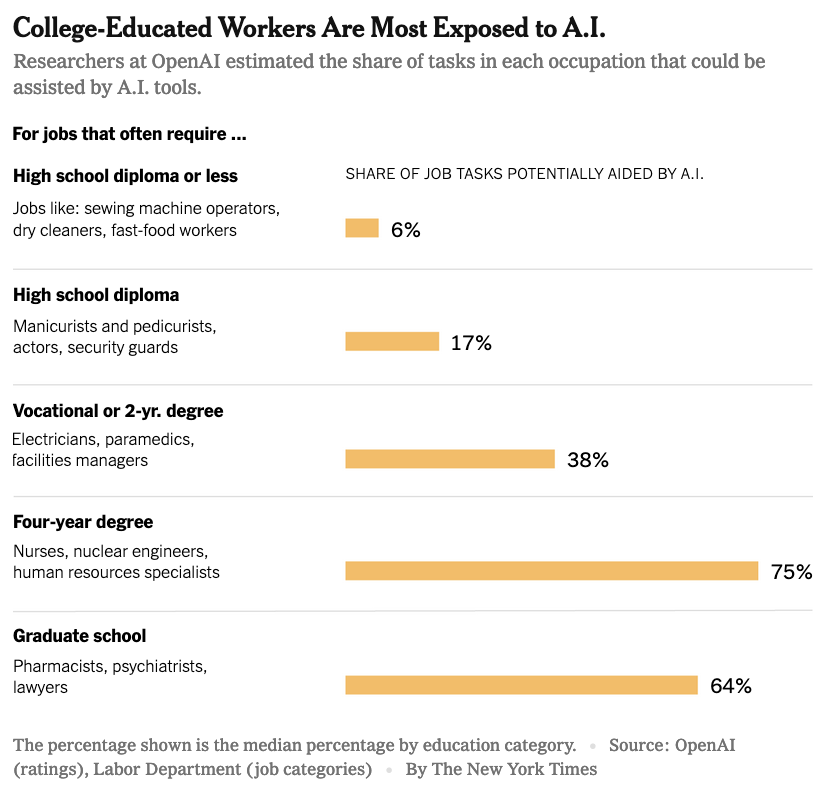 College-Educated Workers Are Most Exposed to A.I.
Researchers at OpenAI estimated the share of tasks in each occupation that could be
assisted by A.I. tools.
For jobs that often require ...
High school diploma or less
SHARE OF JOB TASKS POTENTIALLY AIDED BY A.I.
Jobs like: sewing machine operators,
dry cleaners, fast-food workers
6%
High school diploma
Manicurists and pedicurists,
actors, security guards
17%
Vocational or 2-yr. degree
Electricians, paramedics,
facilities managers
38%
Four-year degree
Nurses, nuclear engineers,
human resources specialists
75%
Graduate school
Pharmacists, psychiatrists,
lawyers
64%
The percentage shown is the median percentage by education category. • Source: OpenAI
(ratings), Labor Department (job categories) • By The New York Times